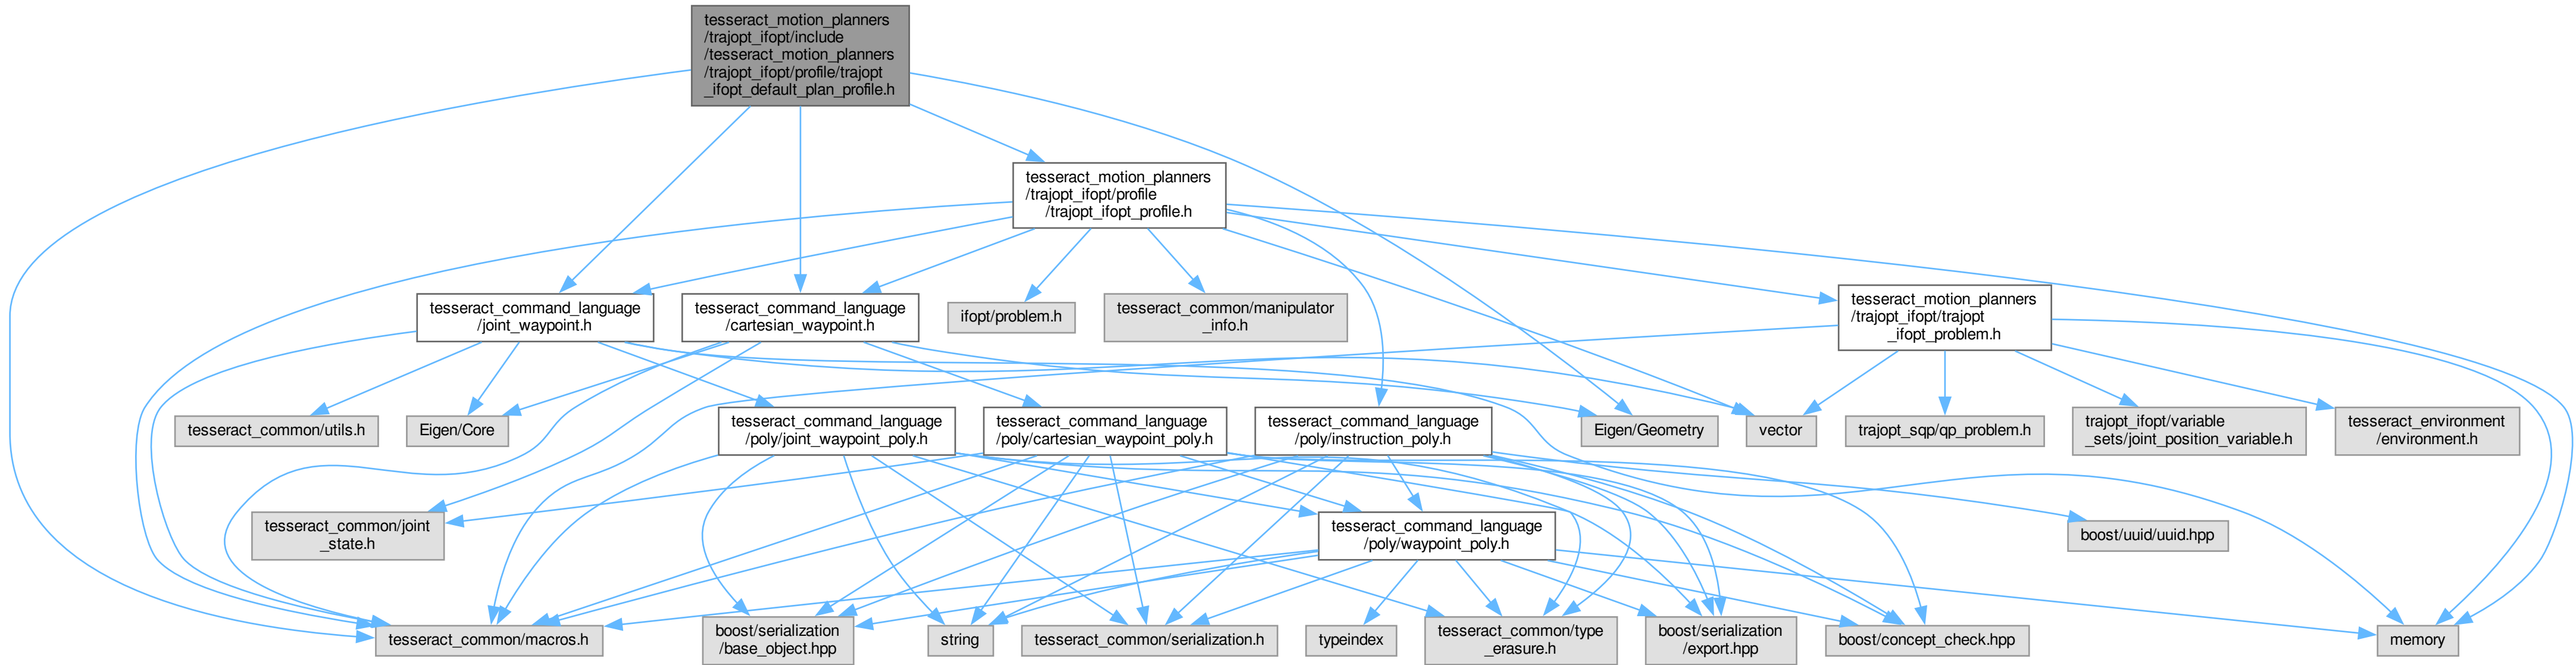 tesseract_motion_planners
/trajopt_ifopt/include
/tesseract_motion_planners
/trajopt_ifopt/profile/trajopt
_ifopt_default_plan_profile.h
tesseract_motion_planners
/trajopt_ifopt/profile
/trajopt_ifopt_profile.h
tesseract_command_language
/joint_waypoint.h
tesseract_command_language
/cartesian_waypoint.h
ifopt/problem.h
tesseract_common/manipulator
_info.h
tesseract_motion_planners
/trajopt_ifopt/trajopt
_ifopt_problem.h
tesseract_common/utils.h
Eigen/Core
tesseract_command_language
/poly/joint_waypoint_poly.h
tesseract_command_language
/poly/cartesian_waypoint_poly.h
tesseract_command_language
/poly/instruction_poly.h
Eigen/Geometry
vector
trajopt_sqp/qp_problem.h
trajopt_ifopt/variable
_sets/joint_position_variable.h
tesseract_environment
/environment.h
tesseract_common/joint
_state.h
tesseract_command_language
/poly/waypoint_poly.h
boost/uuid/uuid.hpp
tesseract_common/macros.h
boost/serialization
/base_object.hpp
string
tesseract_common/serialization.h
typeindex
tesseract_common/type
_erasure.h
boost/serialization
/export.hpp
boost/concept_check.hpp
memory